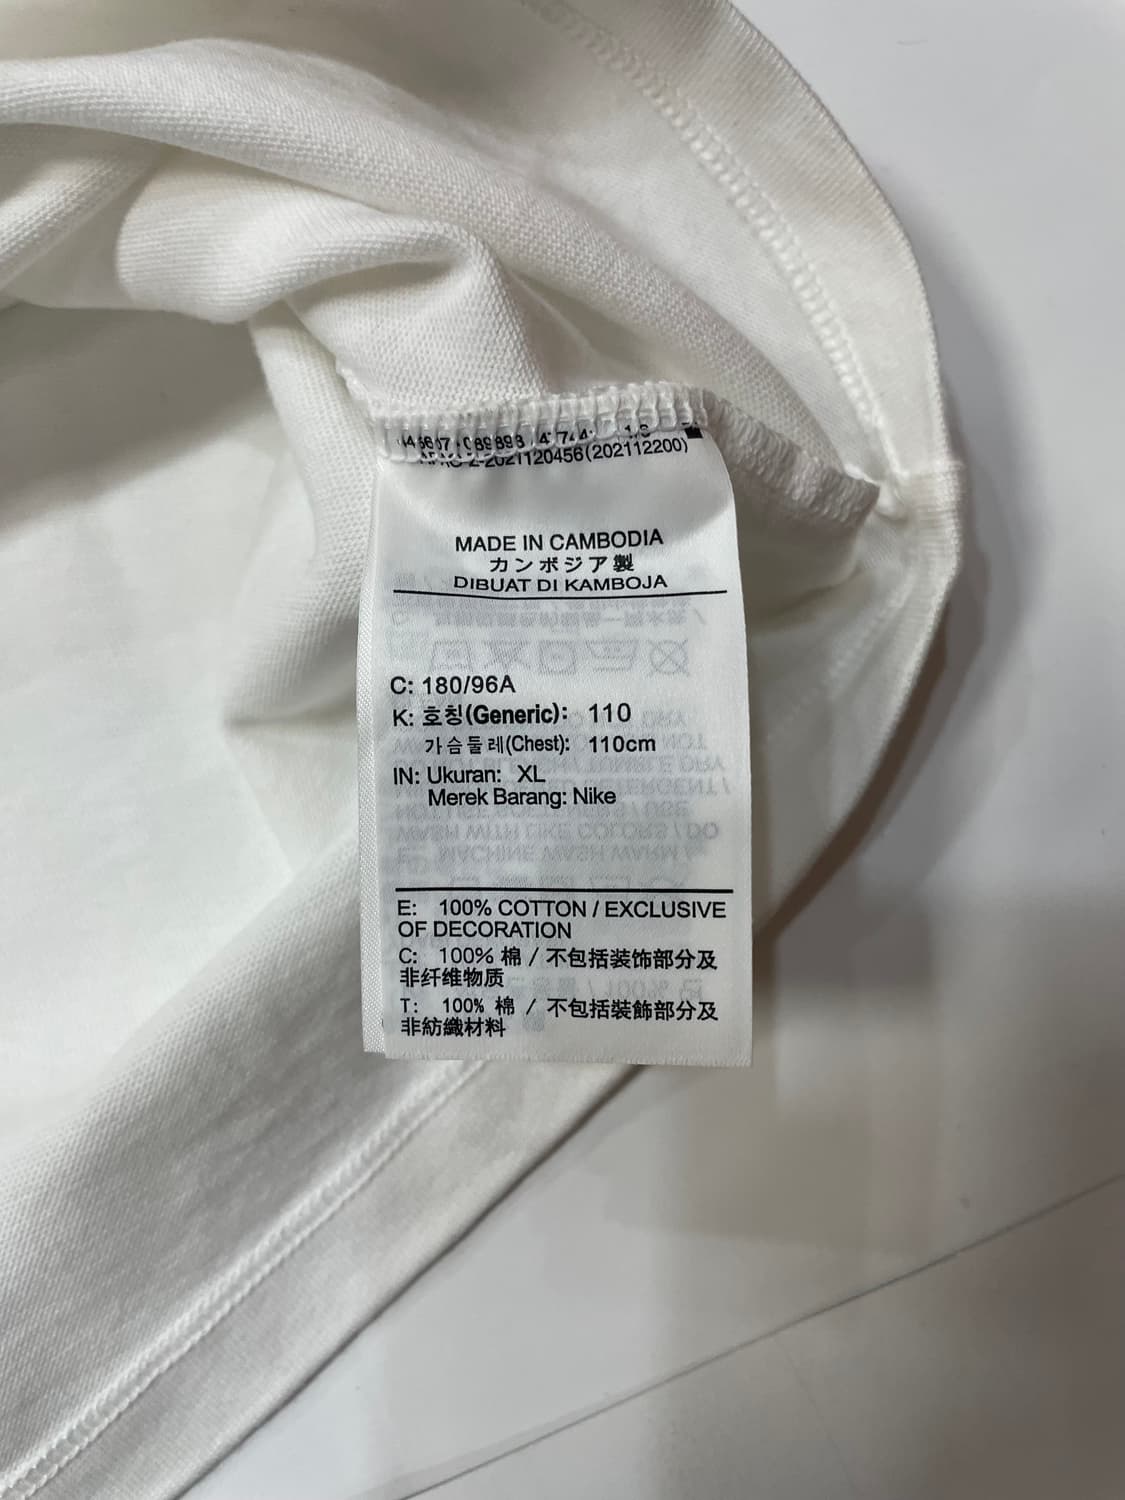 2-2021120456(202112200)
MADE IN CAMBODIA
カンボジア製
DIBUAT DI KAMBOJA
C: 180/96A
K: 호칭(Generic): 110
가슴둘레(Chest): 110cm
IN: Ukuran: XL
Merek Barang: Nike
E: 100% COTTON / EXCLUSIVE
OF DECORATION
C: 100% 棉 / 不包括装饰部分及
非纤维物质
T: 100% 棉 / 不包括裝飾部分及
非紡織材料